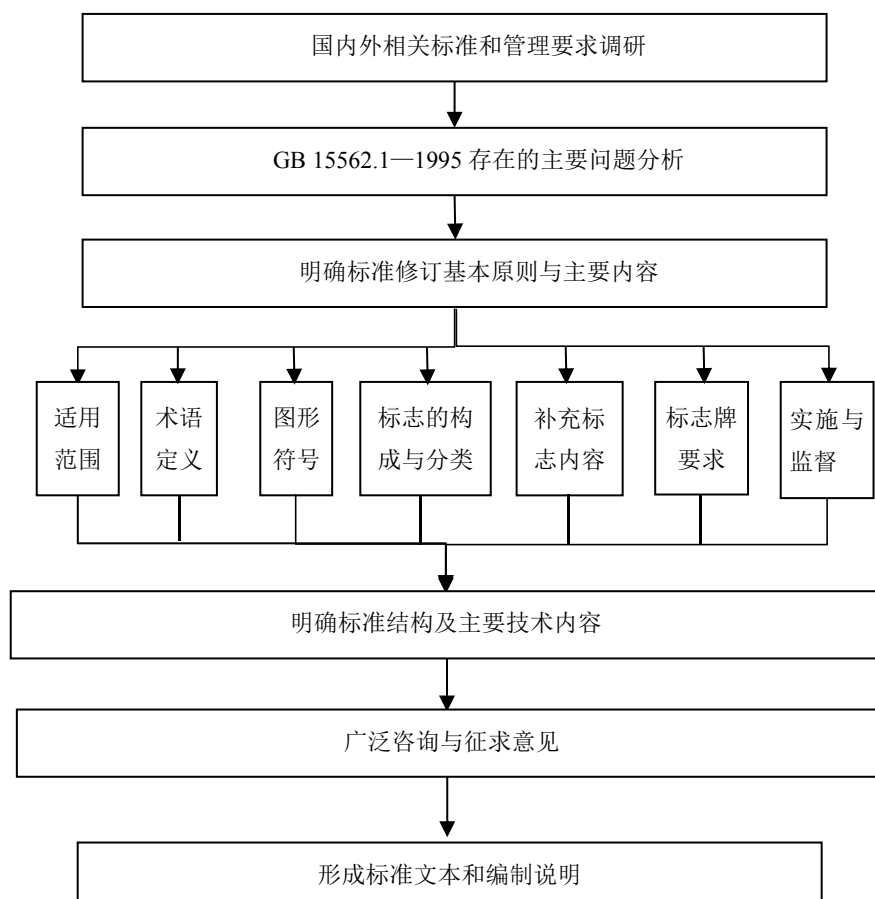 国内外相关标准和管理要求调研
GB 15562.1—1995 存在的主要问题分析
明确标准修订基本原则与主要内容
适用
范围
术语
定义
图形
符号
标志的构
成与分类
补充标
志内容
标志牌
要求
实施与
监督
明确标准结构及主要技术内容
广泛咨询与征求意见
形成标准文本和编制说明